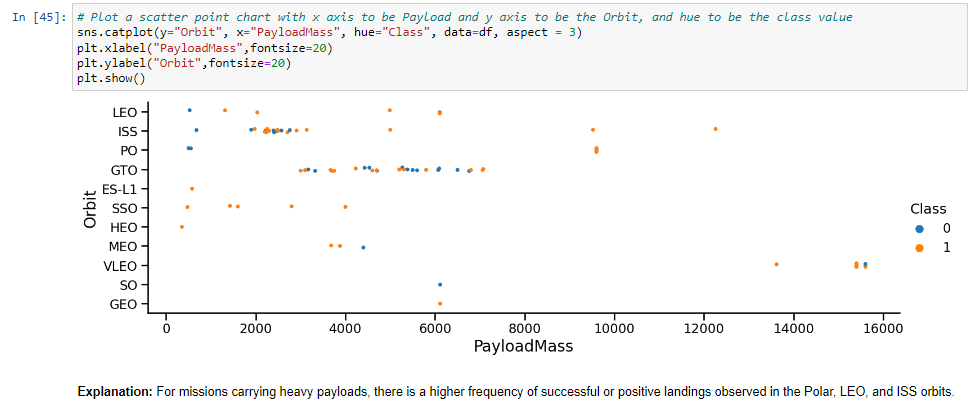 In [45]: # Plot a scatter point chart with x axis to be Payload and y axis to be the Orbit, and hue to be the class value
sns.catplot(y="Orbit", x="PayloadMass", hue="Class", data=df, aspect = 3)
plt.xlabel("PayloadMass",fontsize=20)
plt.ylabel("Orbit",fontsize=20)
plt.show()
LEO
ISS
PO
GTO
ES-L1
SSO
HEO
MEO
VLEO
SO
GEO
Orbit
Class
0
1
0 2000 4000 6000 8000 10000 12000 14000 16000
PayloadMass
Explanation: For missions carrying heavy payloads, there is a higher frequency of successful or positive landings observed in the Polar, LEO, and ISS orbits.